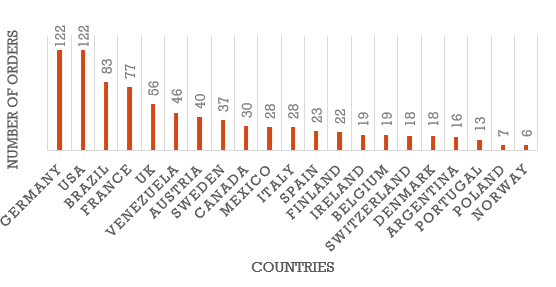 NUMBER OF ORDERS
122
122
83
77
56
46
40
37
30
28
28
23
22
19
19
18
18
16
13
7
6
GERMANY
USA
BRAZIL
FRANCE
UK
VENEZUELA
AUSTRIA
SWEDEN
CANADA
MEXICO
ITALY
SPAIN
FINLAND
IRELAND
BELGIUM
SWITZERLAND
DENMARK
ARGENTINA
PORTUGAL
POLAND
NORWAY
COUNTRIES